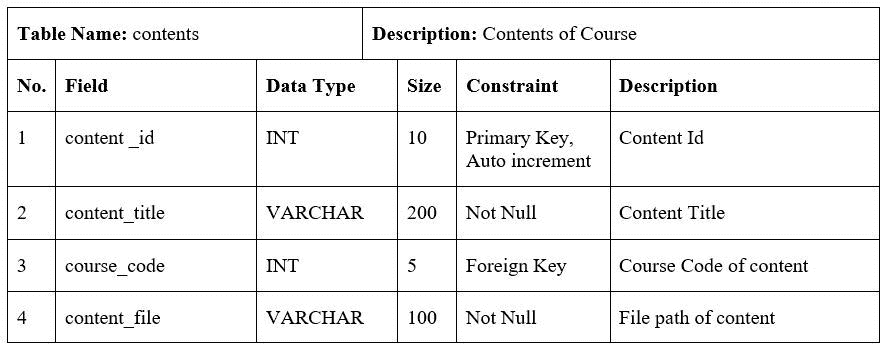 Table Name: contents Description: Contents of Course
No. Field Data Type Size Constraint Description
1 content _id INT 10 Primary Key, Content Id
Auto increment
2 content_title VARCHAR 200 Not Null Content Title
3 course_code INT 5 Foreign Key Course Code of content
4 content_file VARCHAR 100 Not Null File path of content